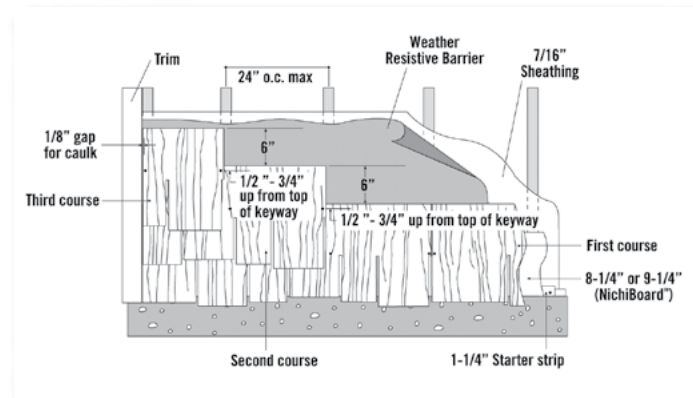 Weather
Resistive Barrier
Trim
7/16”
Sheathing
24” o.c. max
1/8” gap
for caulk
6”
6”
1/2 ”- 3/4”
up from top
of keyway
Third course
1/2 ”- 3/4” up from top of keyway
First course
8-1/4” or 9-1/4”
(NichiBoard™)
Second course
1-1/4” Starter strip